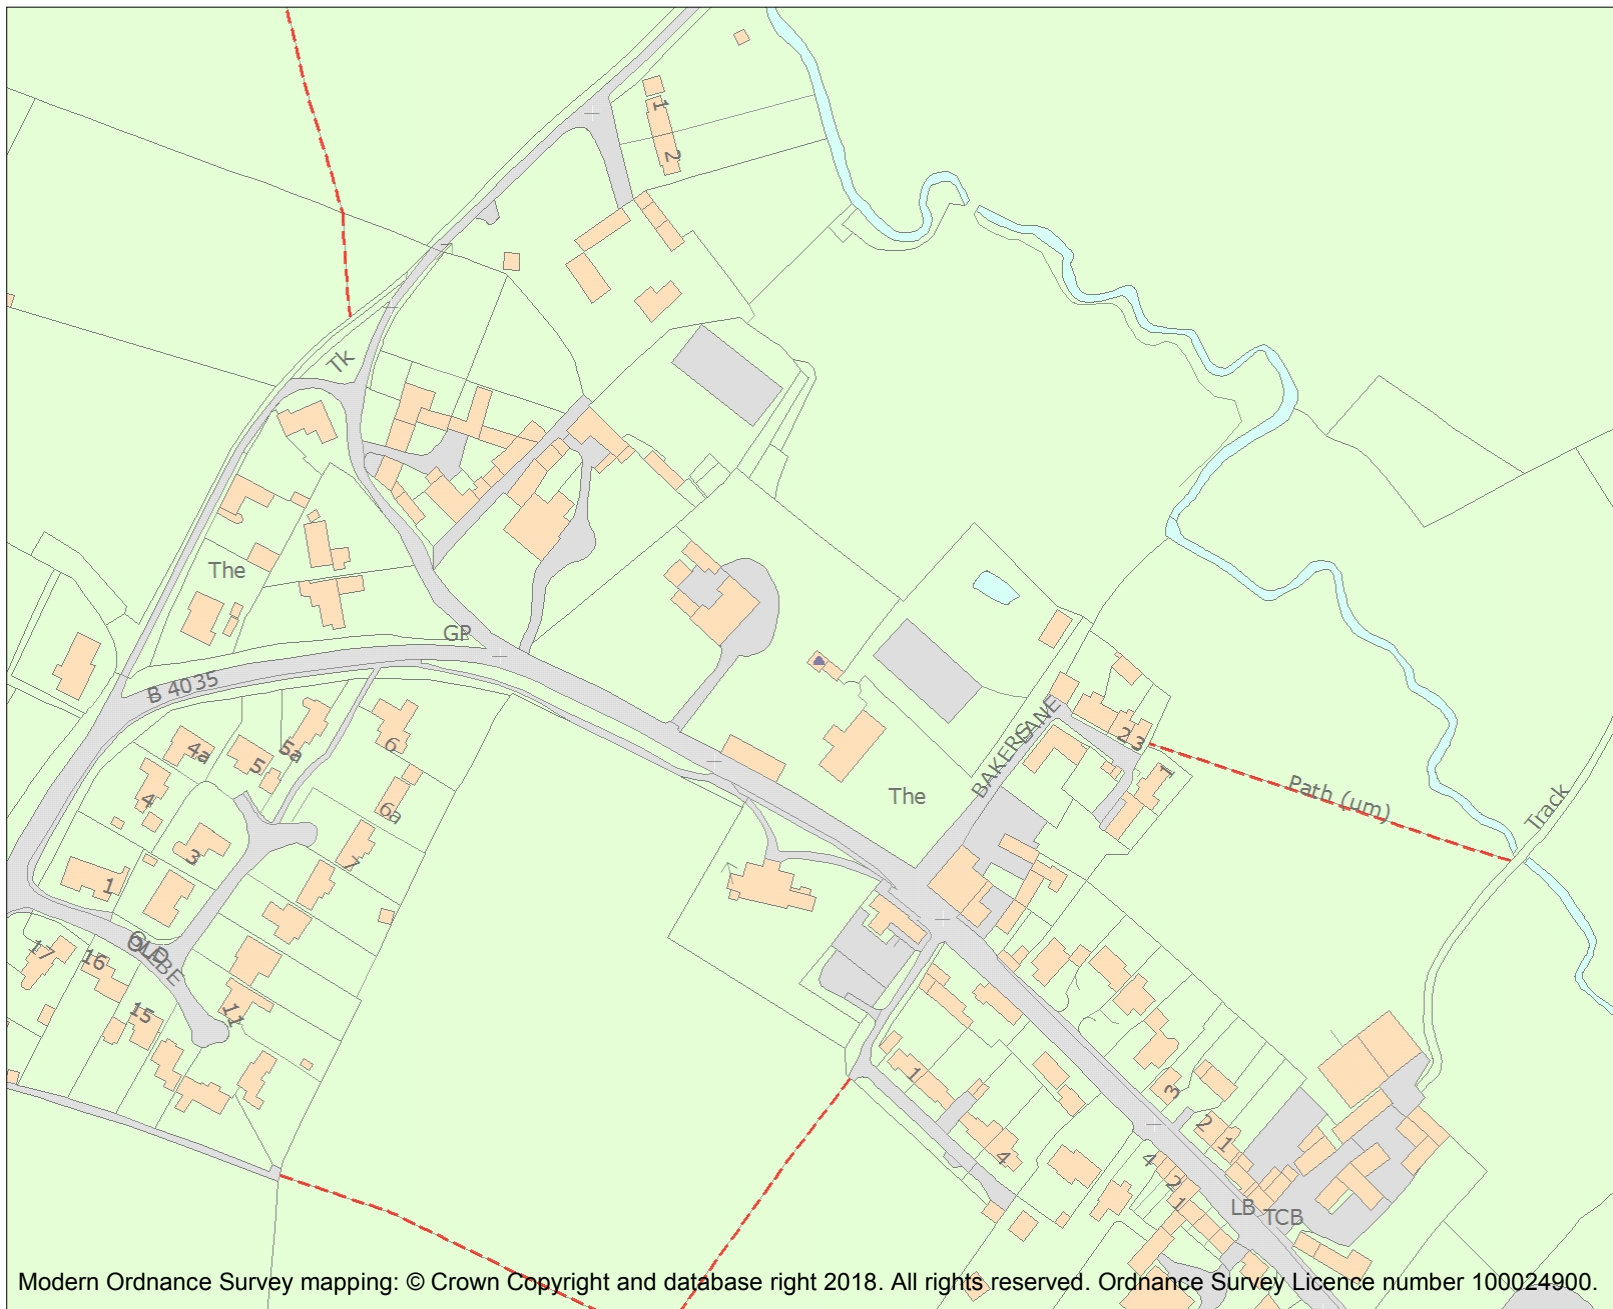 1
2
Tk
The
GP
B 4035
4a
5
5a
6
4
6a
3
7
1
17
16
OLD
GLEBE
15
11
The
BAKERS LANE
23
1
Path (um)
Track
1
4
3
2
1
4
2
1
LB
TCB
Modern Ordnance Survey mapping: © Crown Copyright and database right 2018. All rights reserved. Ordnance Survey Licence number 100024900.